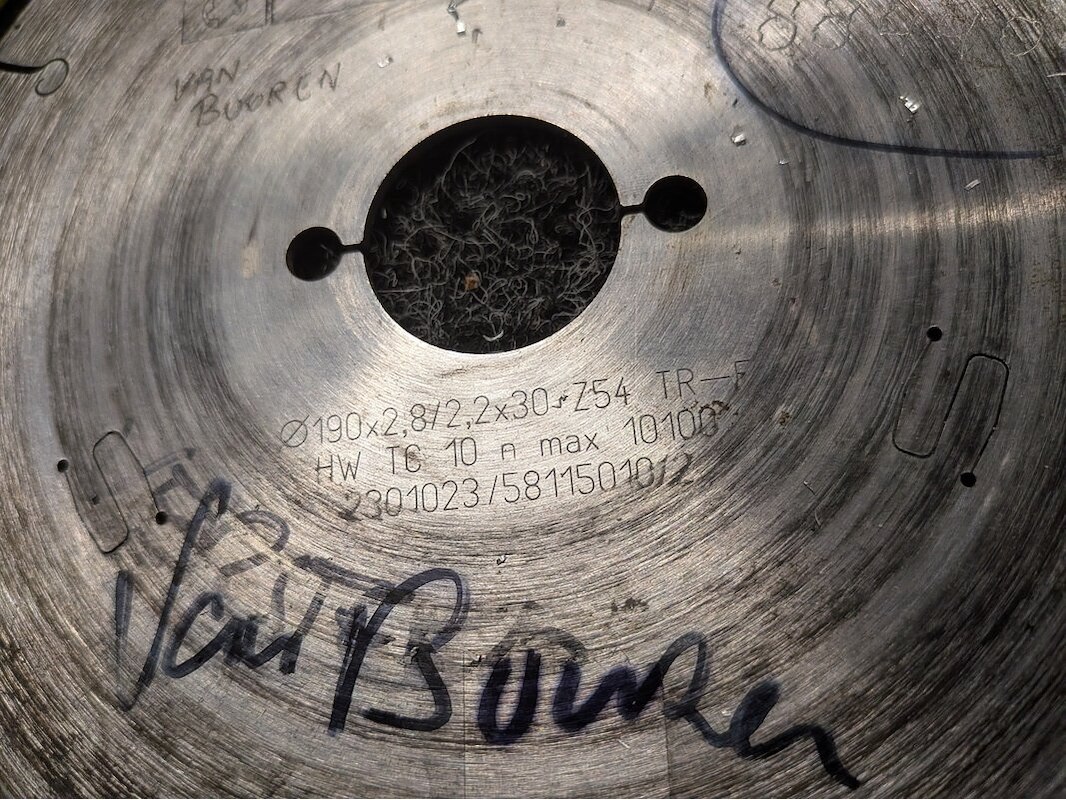 VAN
BUUREN
Ø190x2,8/2,2x30 Z54 TR-F
HW TC 10 n max 10100
2301023/58115010/2
Van Buuren